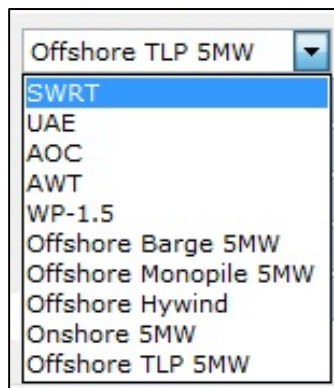 Offshore TLP 5MW
SWRT
UAE
AOC
AWT
WP-1.5
Offshore Barge 5MW
Offshore Monopile 5MW
Offshore Hywind
Onshore 5MW
Offshore TLP 5MW